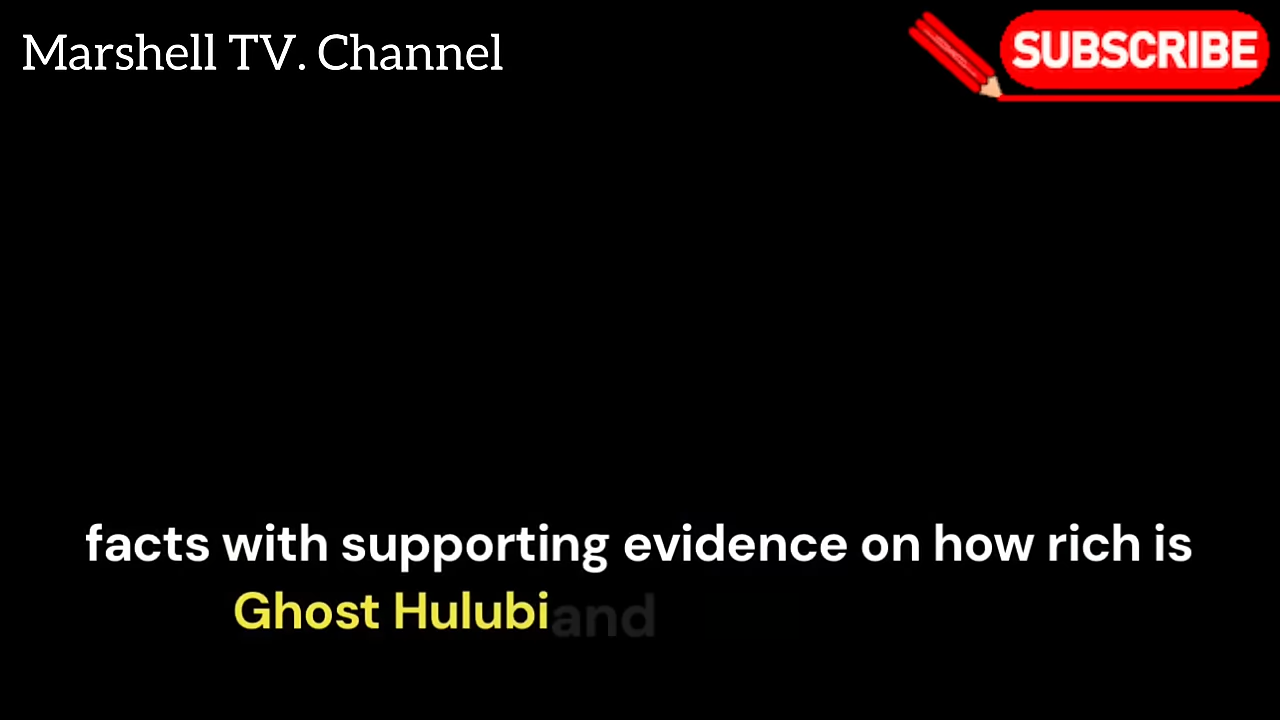 Marshell TV. Channel
SUBSCRIBE
facts with supporting evidence on how rich is
Ghost Hulubi and